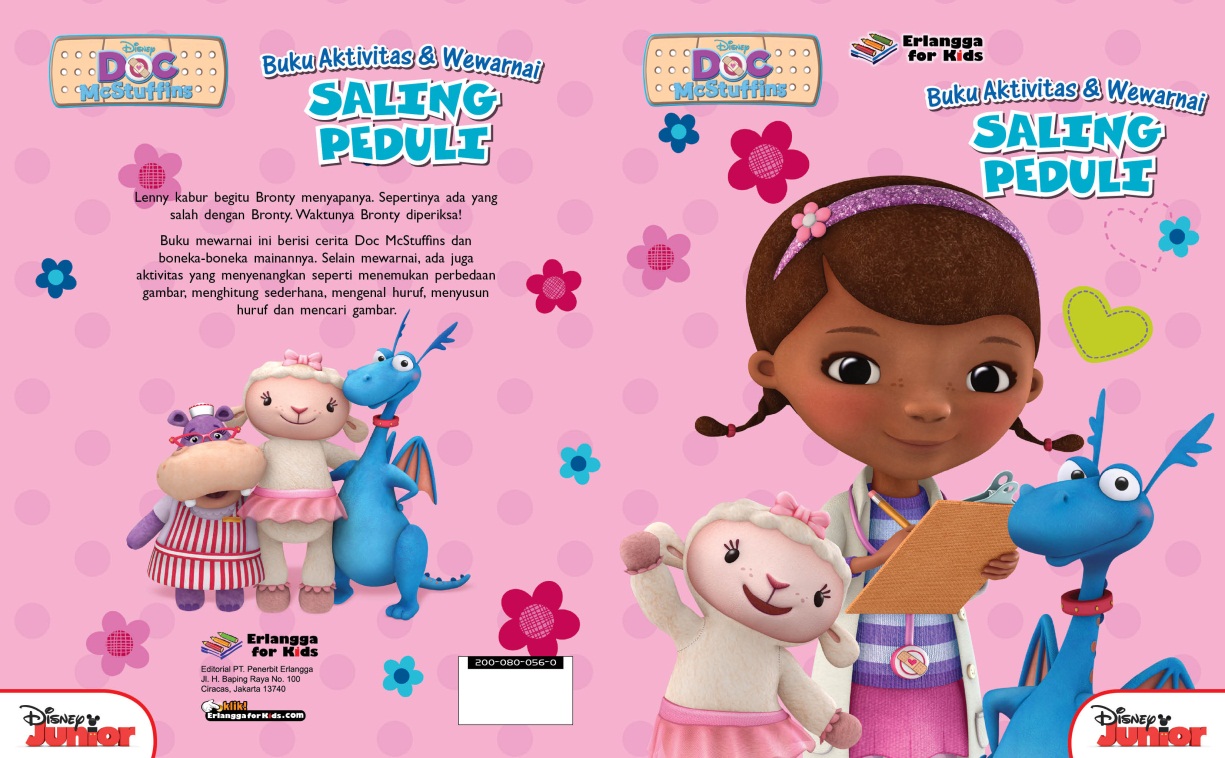 Disney
Doc
McStuffins
Buku Aktivitas & Wewarnai
SALING
PEDULI
Lenny kabur begitu Bronty menyapanya. Sepertinya ada yang
salah dengan Bronty. Waktunya Bronty diperiksa!
Buku mewarnai ini berisi cerita Doc McStuffins dan
boneka-boneka mainannya. Selain mewarnai, ada juga
aktivitas yang menyenangkan seperti menemukan perbedaan
gambar, menghitung sederhana, mengenal huruf, menyusun
huruf dan mencari gambar.
Erlangga
for Kids
Editorial PT. Penerbit Erlangga
Jl. H. Baping Raya No. 100
Ciracas, Jakarta 13740
klik!
ErlanggaforKids.com
200-080-056-0
Disney
Junior
Disney
Doc
McStuffins
Erlangga
for Kids
Buku Aktivitas & Wewarnai
SALING
PEDULI
Disney
Junior